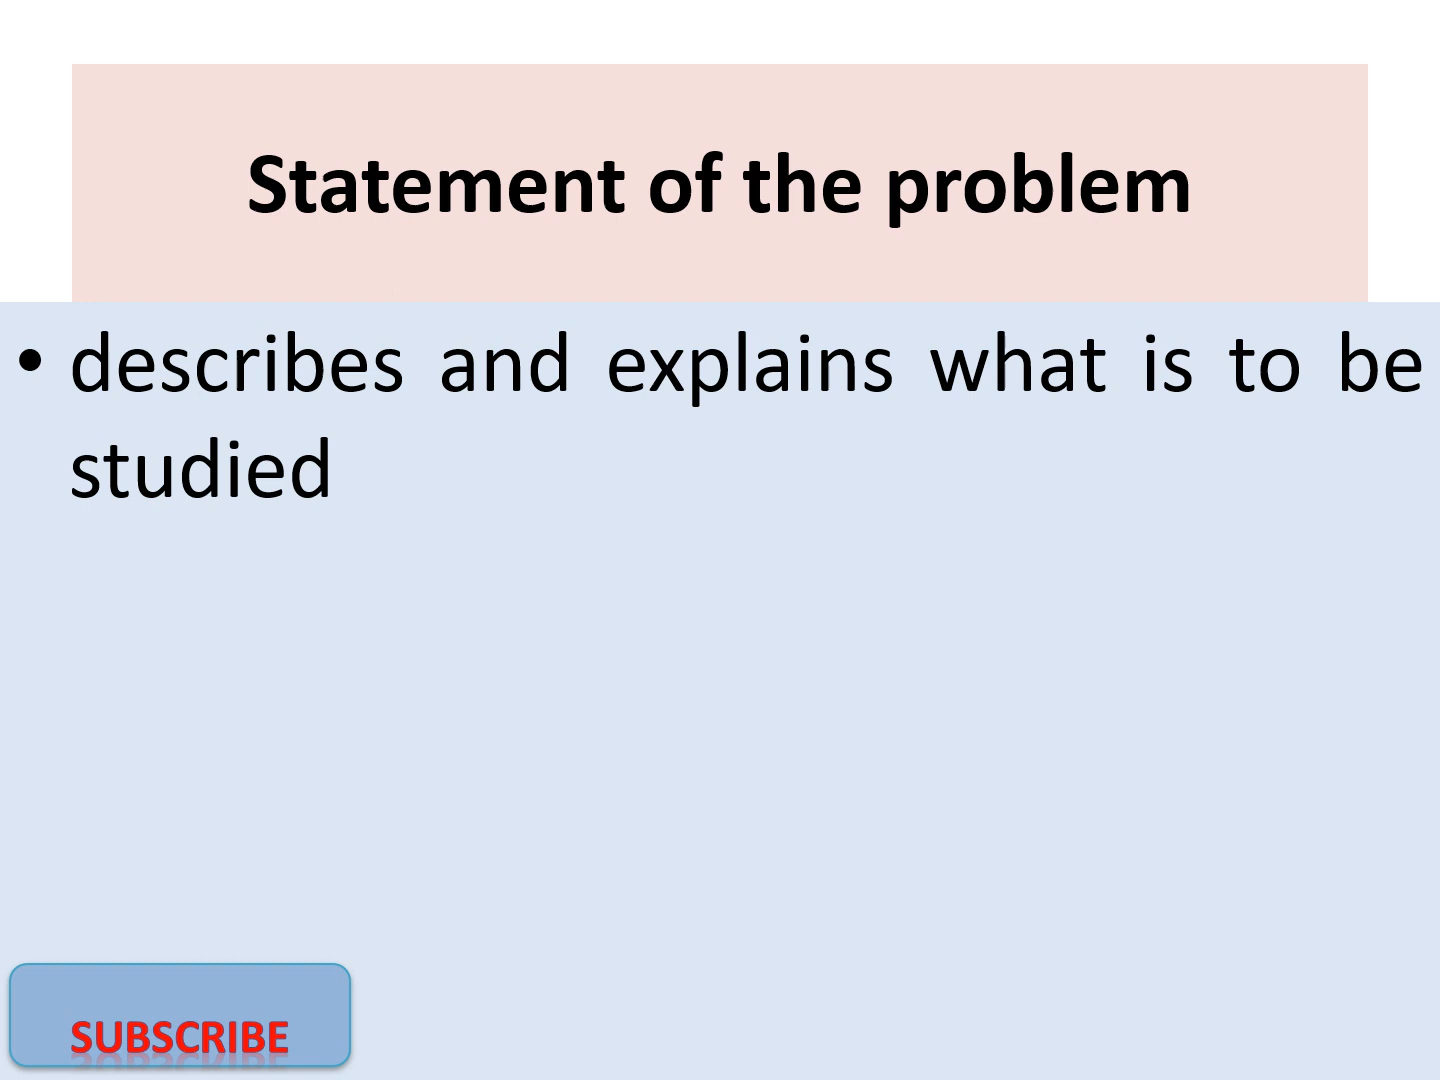 Statement of the problem
• describes and explains what is to be
studied
SUBSCRIBE